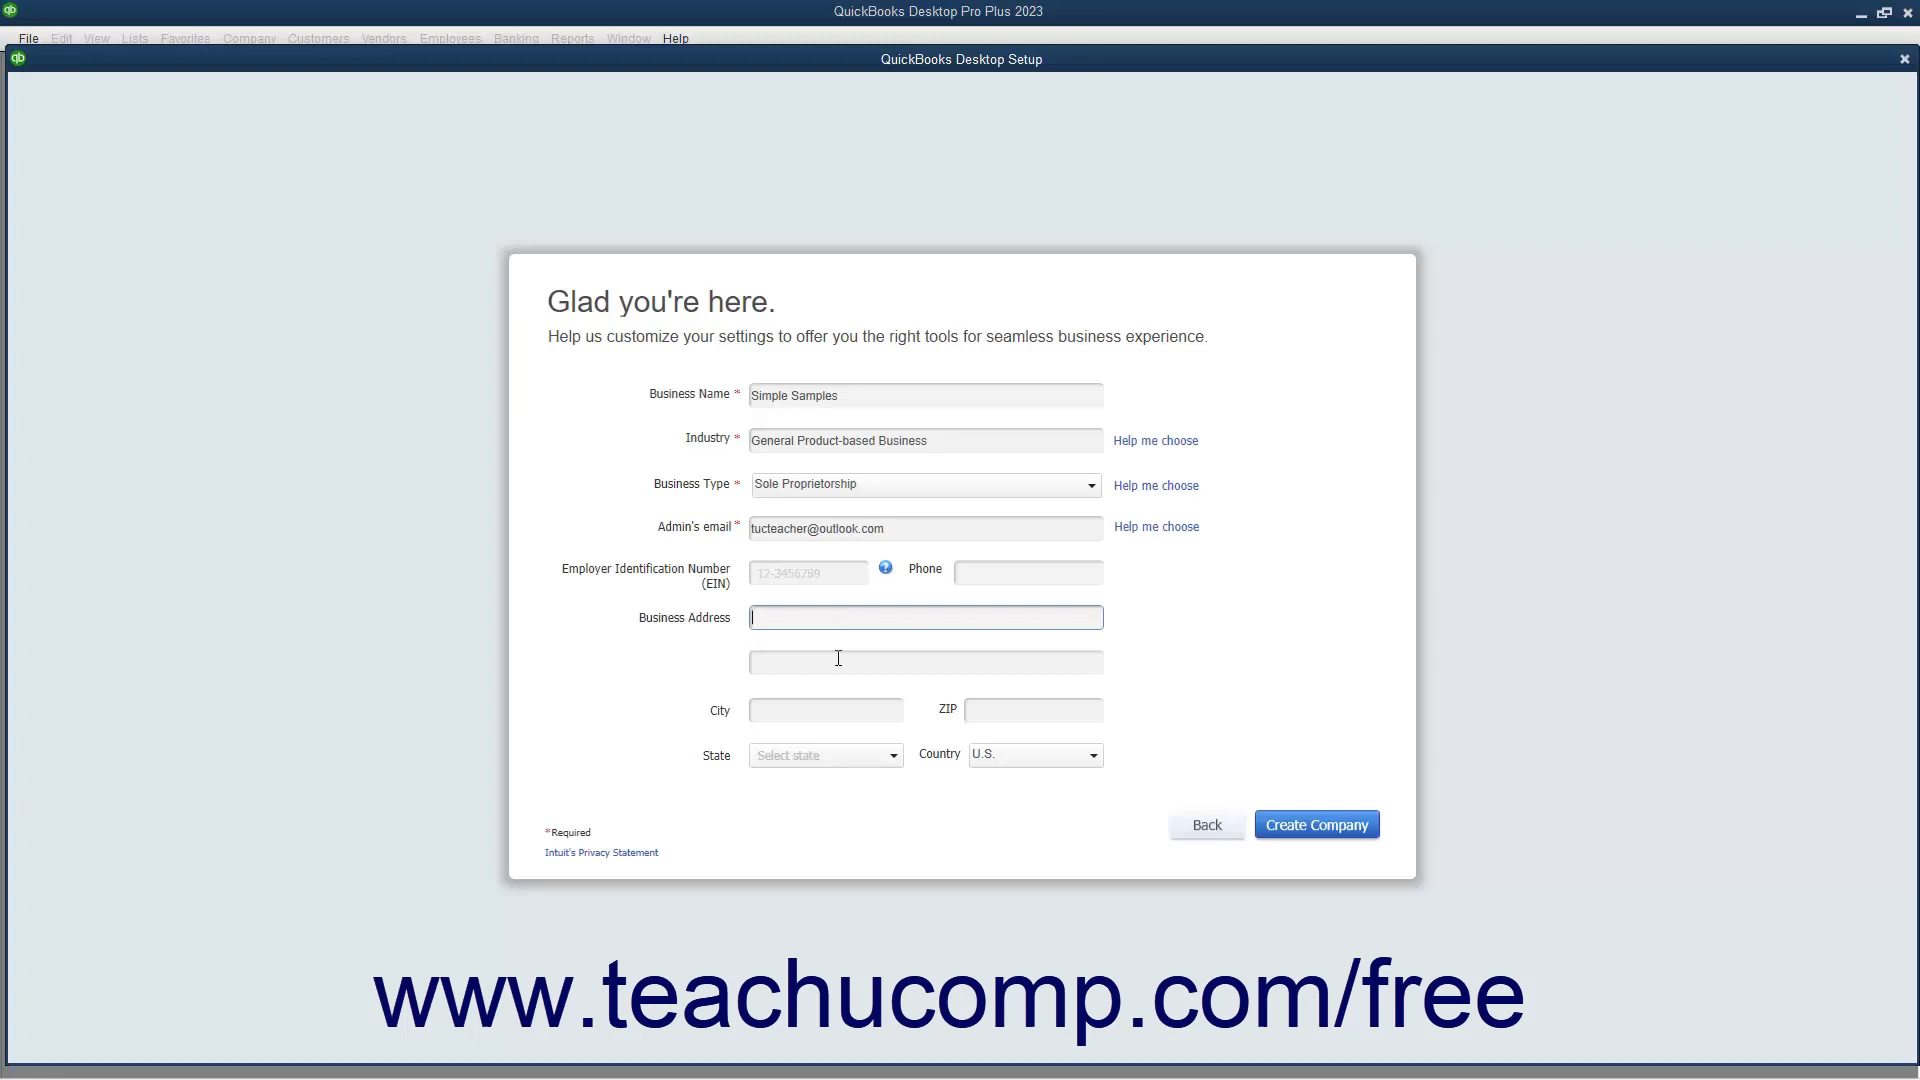 QuickBooks Desktop Pro Plus 2023
File Edit View Lists Favorites Company Customers Vendors Employees Banking Reports Window Help
QuickBooks Desktop Setup
Glad you're here.
Help us customize your settings to offer you the right tools for seamless business experience.
Business Name * Simple Samples
Industry * General Product-based Business Help me choose
Business Type * Sole Proprietorship Help me choose
Admin's email * tucteacher@outlook.com Help me choose
Employer Identification Number (EIN) 12-3456789 ? Phone
Business Address
City ZIP
State Select state Country U.S.
Back Create Company
*Required
Intuit's Privacy Statement
www.teachucomp.com/free